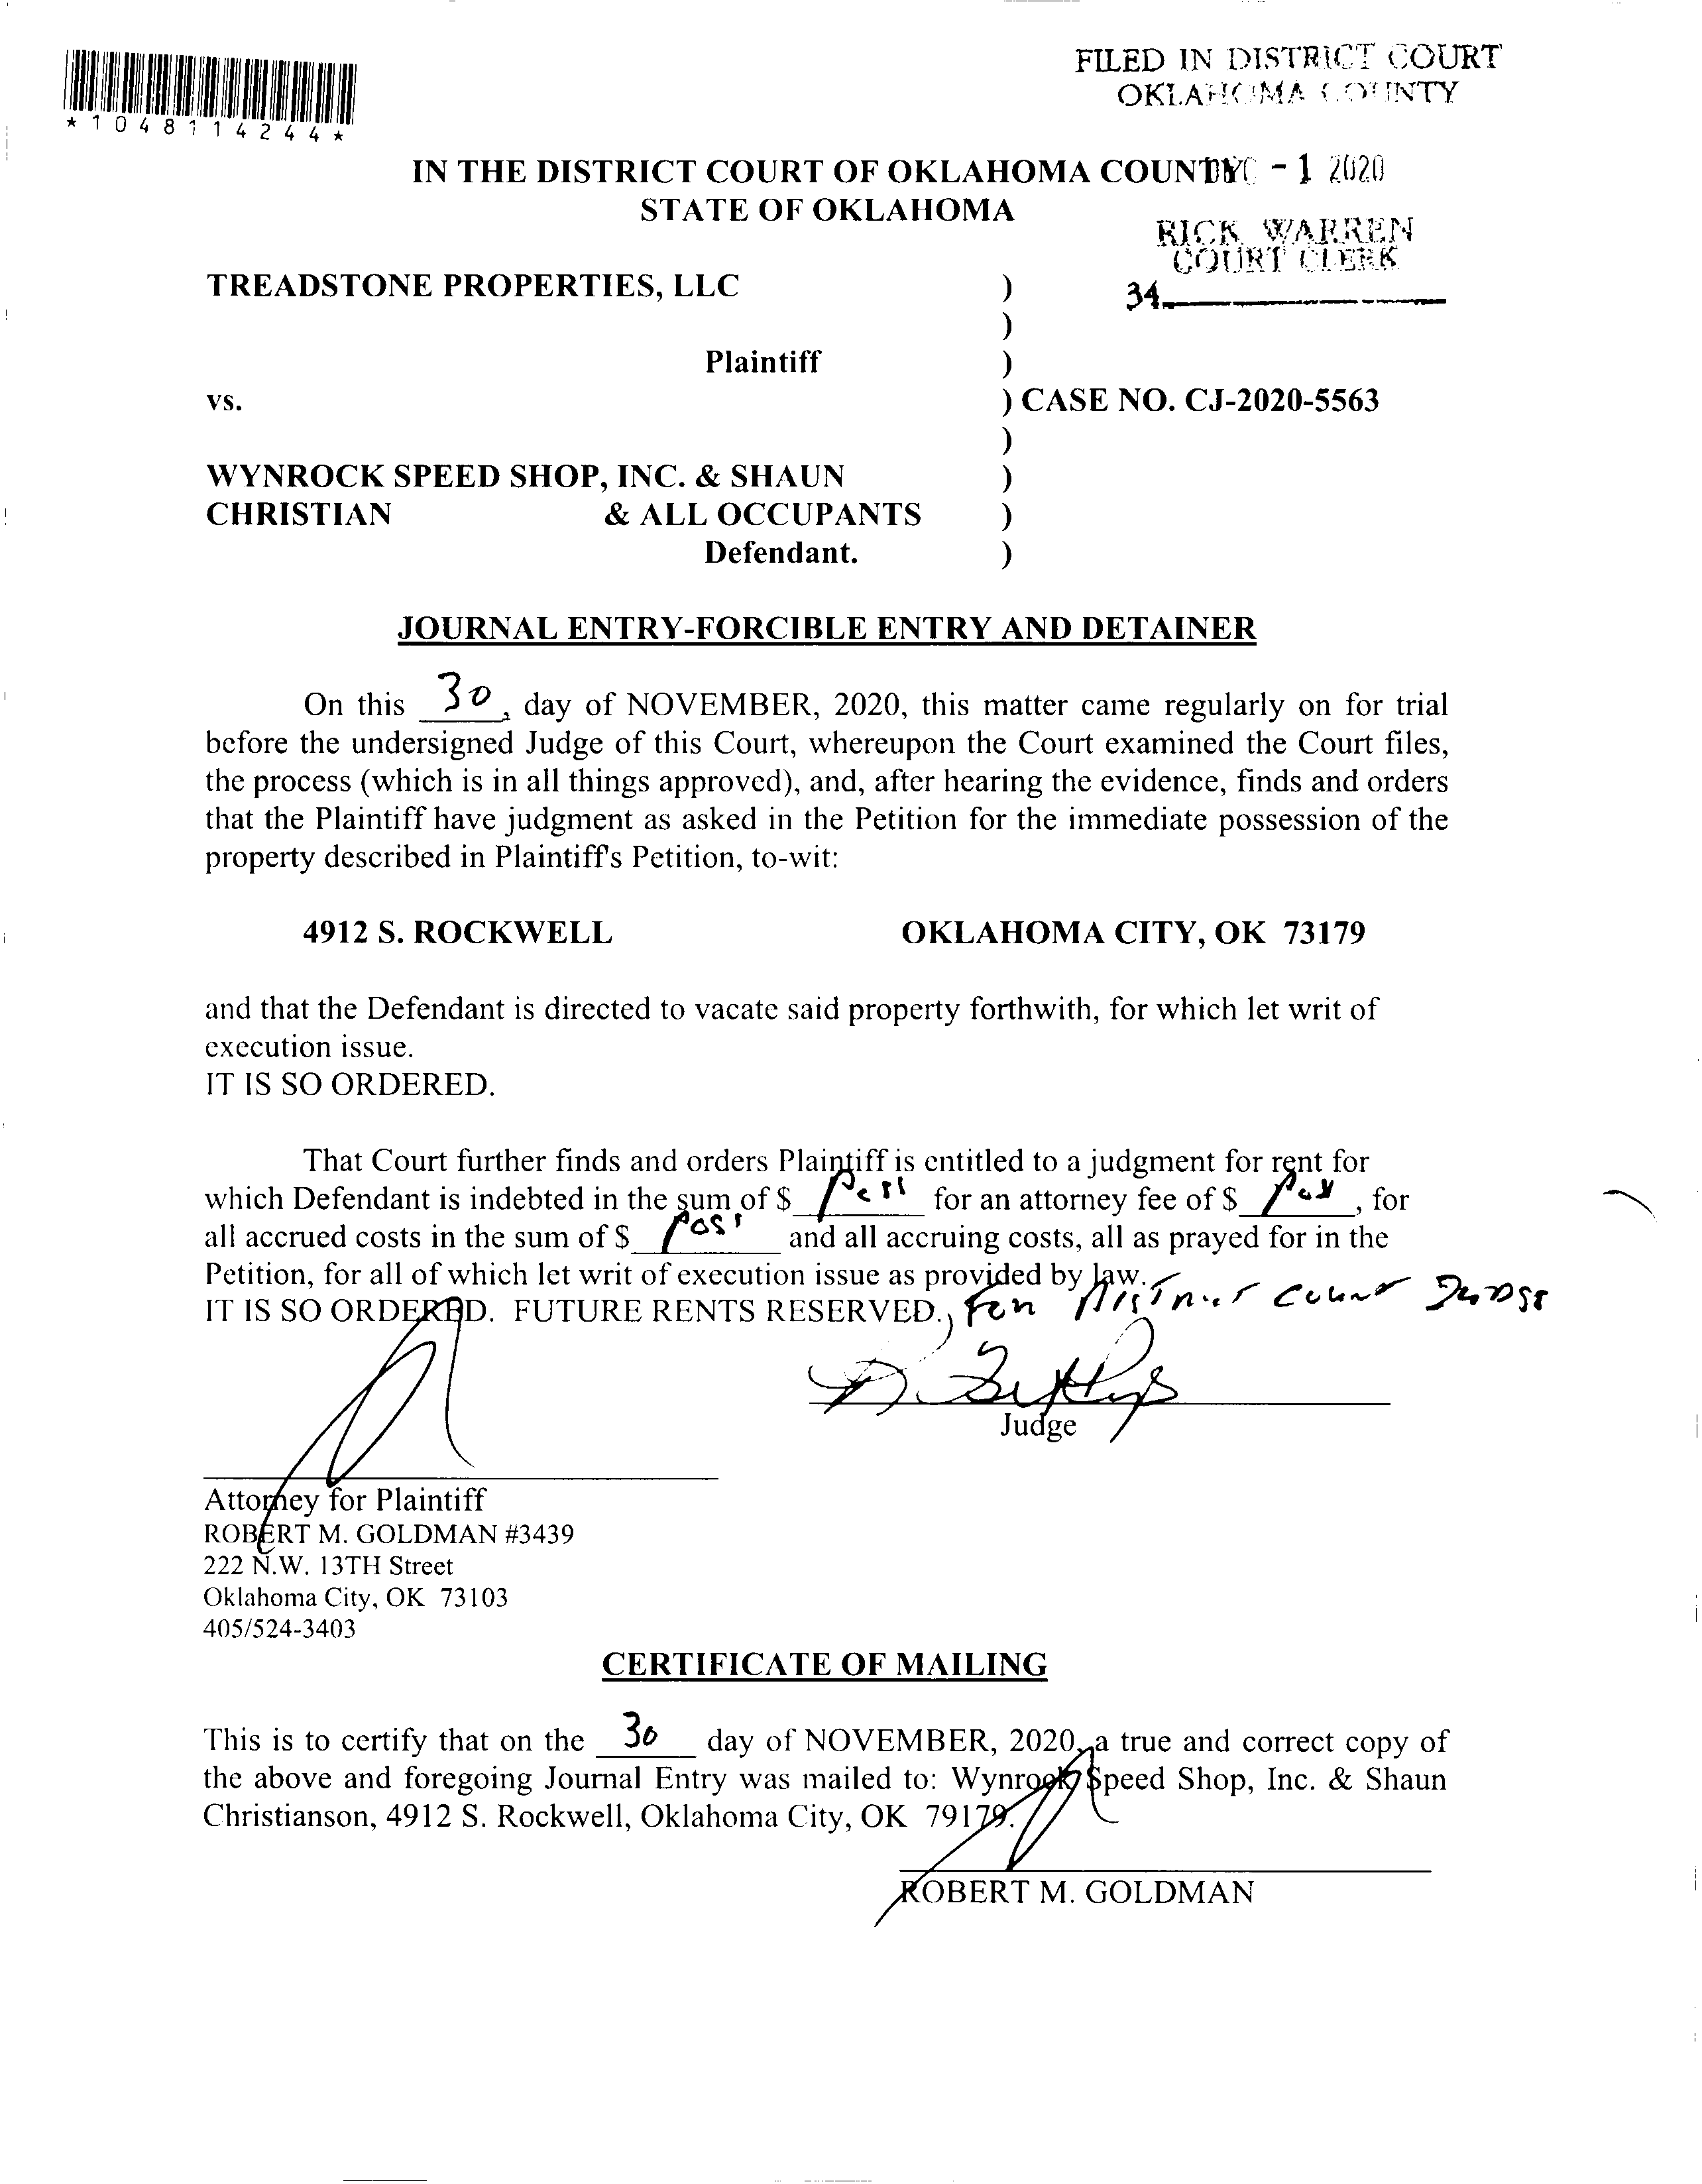 FILED IN DISTRICT COURT
OKLAHOMA COUNTY
*1048114244*
IN THE DISTRICT COURT OF OKLAHOMA COUNTY
DEC - 1 2020
STATE OF OKLAHOMA
RICK WARREN
COURT CLERK
34
TREADSTONE PROPERTIES, LLC )
)
Plaintiff )
vs. ) CASE NO. CJ-2020-5563
)
WYNROCK SPEED SHOP, INC. & SHAUN )
CHRISTIAN & ALL OCCUPANTS )
Defendant. )
JOURNAL ENTRY-FORCIBLE ENTRY AND DETAINER
On this 30, day of NOVEMBER, 2020, this matter came regularly on for trial
before the undersigned Judge of this Court, whereupon the Court examined the Court files,
the process (which is in all things approved), and, after hearing the evidence, finds and orders
that the Plaintiff have judgment as asked in the Petition for the immediate possession of the
property described in Plaintiff's Petition, to-wit:
4912 S. ROCKWELL OKLAHOMA CITY, OK 73179
and that the Defendant is directed to vacate said property forthwith, for which let writ of
execution issue.
IT IS SO ORDERED.
That Court further finds and orders Plaintiff is entitled to a judgment for rent for
which Defendant is indebted in the sum of $ for an attorney fee of $ , for
all accrued costs in the sum of $ and all accruing costs, all as prayed for in the
Petition, for all of which let writ of execution issue as provided by law.
IT IS SO ORDERED. FUTURE RENTS RESERVED. For District Court Judge
Judge
Attorney for Plaintiff
ROBERT M. GOLDMAN #3439
222 N.W. 13TH Street
Oklahoma City, OK 73103
405/524-3403
CERTIFICATE OF MAILING
This is to certify that on the 30 day of NOVEMBER, 2020, a true and correct copy of
the above and foregoing Journal Entry was mailed to: Wynrock Speed Shop, Inc. & Shaun
Christianson, 4912 S. Rockwell, Oklahoma City, OK 79179.
ROBERT M. GOLDMAN